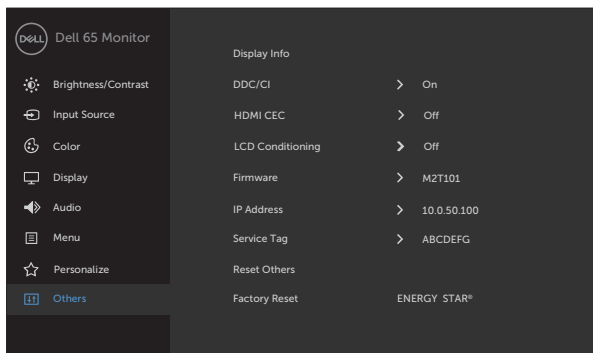 DELL Dell 65 Monitor
Brightness/Contrast
Input Source
Color
Display
Audio
Menu
Personalize
Others
Display Info
DDC/CI > On
HDMI CEC > Off
LCD Conditioning > Off
Firmware > M2T101
IP Address > 10.0.50.100
Service Tag > ABCDEFG
Reset Others
Factory Reset ENERGY STAR®